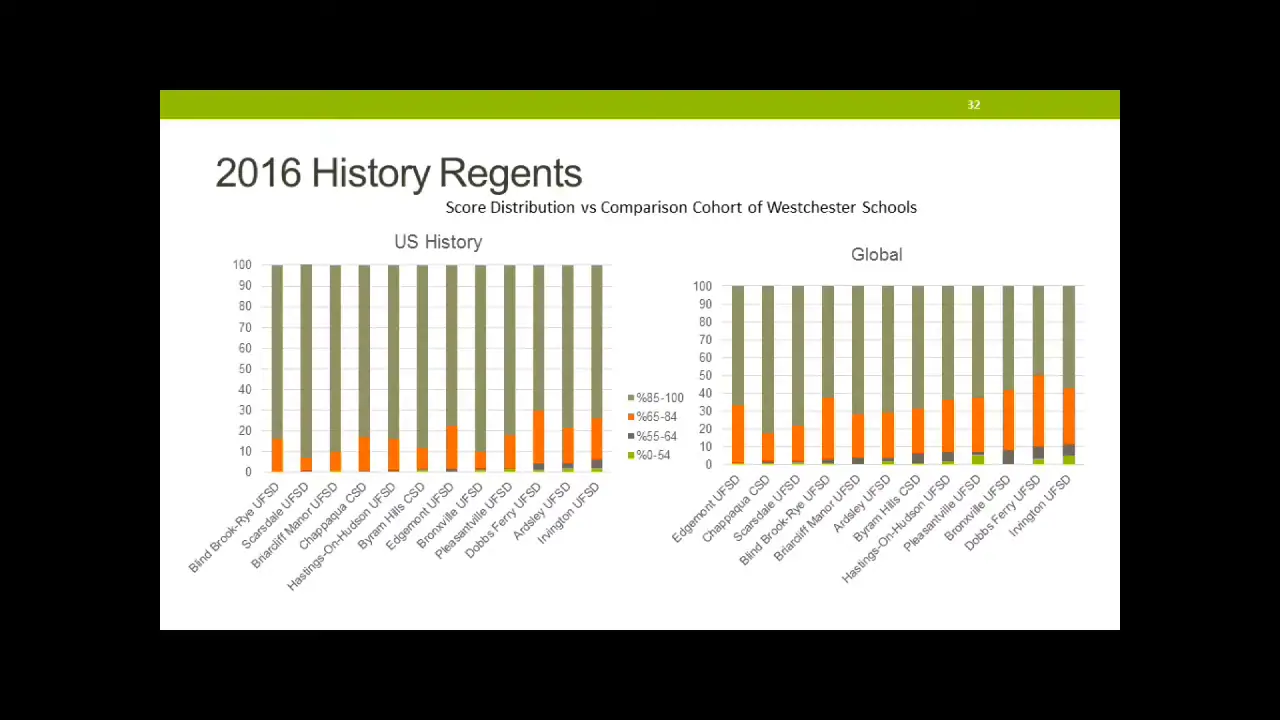 32
2016 History Regents
Score Distribution vs Comparison Cohort of Westchester Schools
US History
100
90
80
70
60
50
40
30
20
10
0
Blind Brook-Rye UFSD
Scarsdale UFSD
Briarcliff Manor UFSD
Chappaqua CSD
Hastings-On-Hudson UFSD
Byram Hills CSD
Edgemont UFSD
Bronxville UFSD
Pleasantville UFSD
Dobbs Ferry UFSD
Ardsley UFSD
Irvington UFSD
%85-100
%65-84
%55-64
%0-54
Global
100
90
80
70
60
50
40
30
20
10
0
Edgemont UFSD
Chappaqua CSD
Scarsdale UFSD
Blind Brook-Rye UFSD
Briarcliff Manor UFSD
Ardsley UFSD
Byram Hills CSD
Hastings-On-Hudson UFSD
Pleasantville UFSD
Bronxville UFSD
Dobbs Ferry UFSD
Irvington UFSD